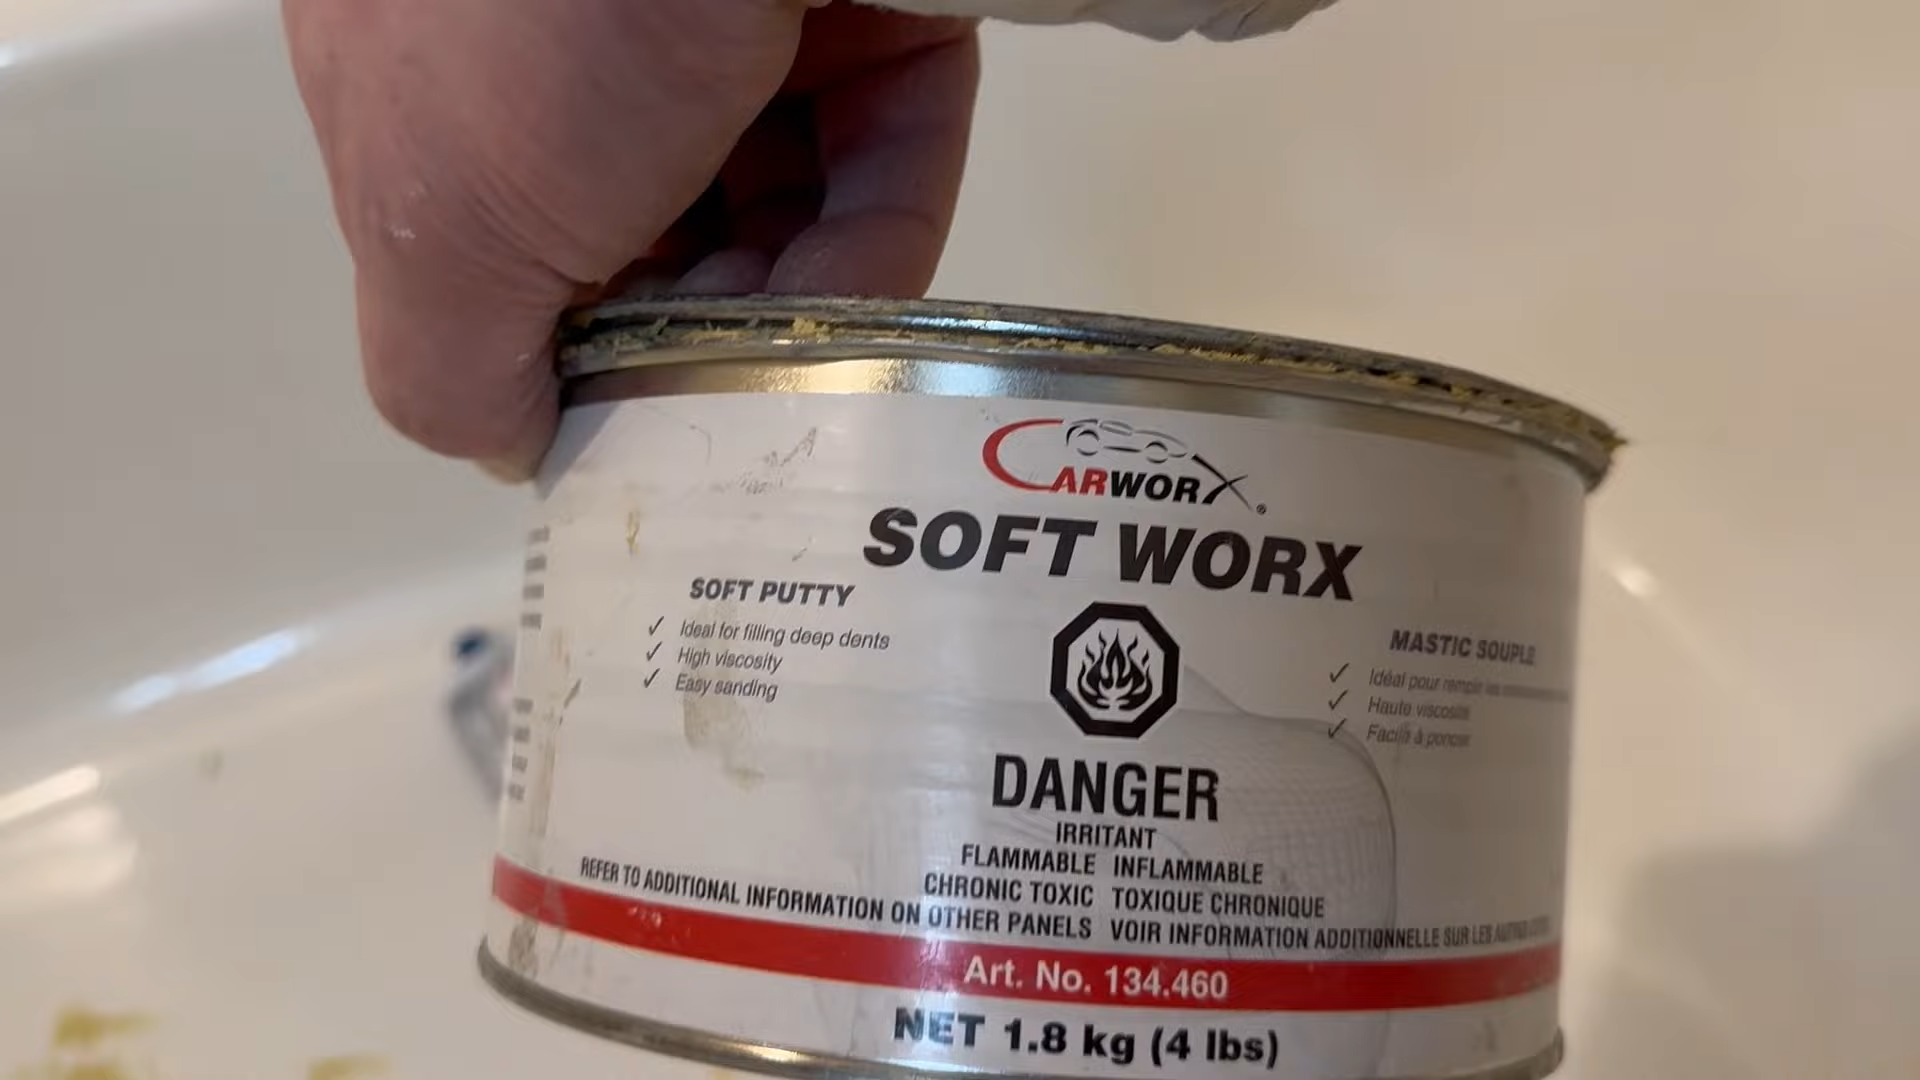 CARWORX®
SOFT WORX
SOFT PUTTY
✓ Ideal for filling deep dents
✓ High viscosity
✓ Easy sanding
MASTIC SOUPLE
✓ Idéal pour remplir les
✓ Haute viscosité
✓ Facile à poncer
DANGER
IRRITANT
FLAMMABLE INFLAMMABLE
CHRONIC TOXIC TOXIQUE CHRONIQUE
REFER TO ADDITIONAL INFORMATION ON OTHER PANELS VOIR INFORMATION ADDITIONNELLE SUR LES
Art. No. 134.460
NET 1.8 kg (4 lbs)